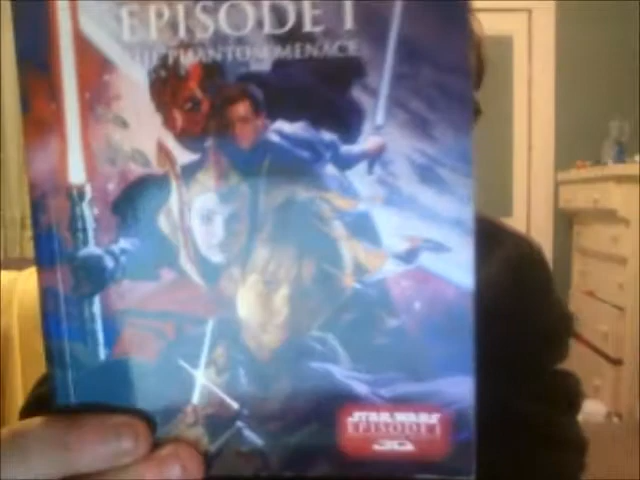 EPISODE I
THE PHANTOM MENACE
STAR WARS
EPISODE I
3D